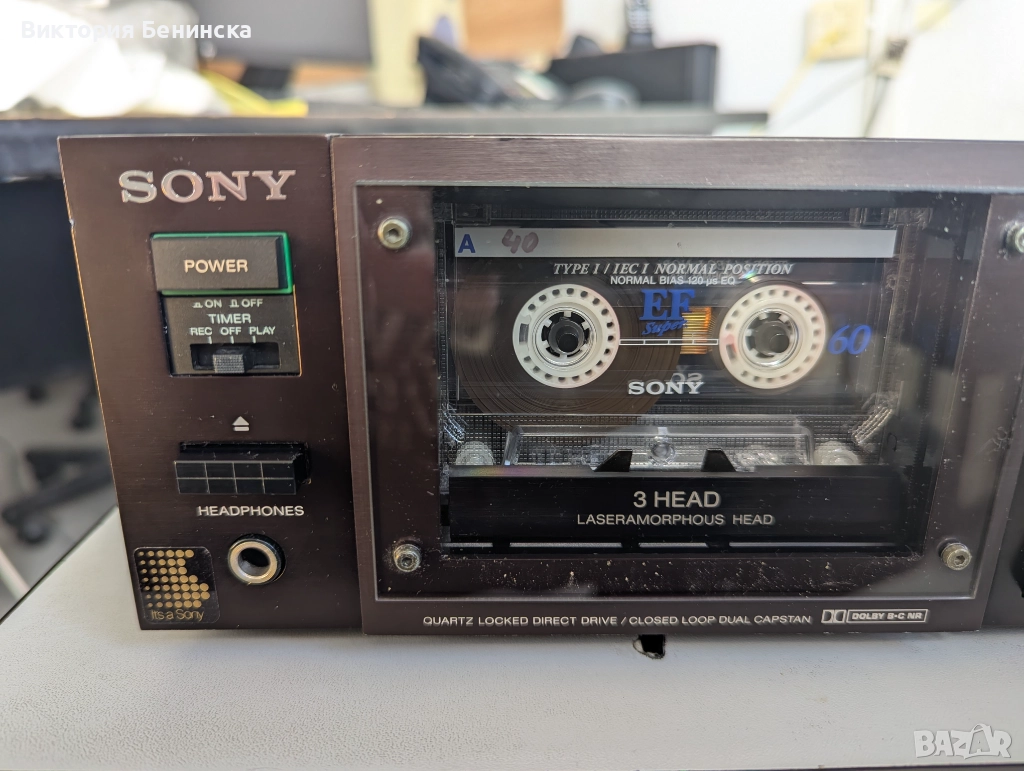 Виктория Бенинска
SONY
POWER
ON OFF
TIMER
REC OFF PLAY
HEADPHONES
It's a Sony
A 40
TYPE I / IEC I NORMAL POSITION
NORMAL BIAS 120 µs EQ
EF
Super
60
SONY
3 HEAD
LASERAMORPHOUS HEAD
QUARTZ LOCKED DIRECT DRIVE / CLOSED LOOP DUAL CAPSTAN
DOLBY B-C NR
BAZAR